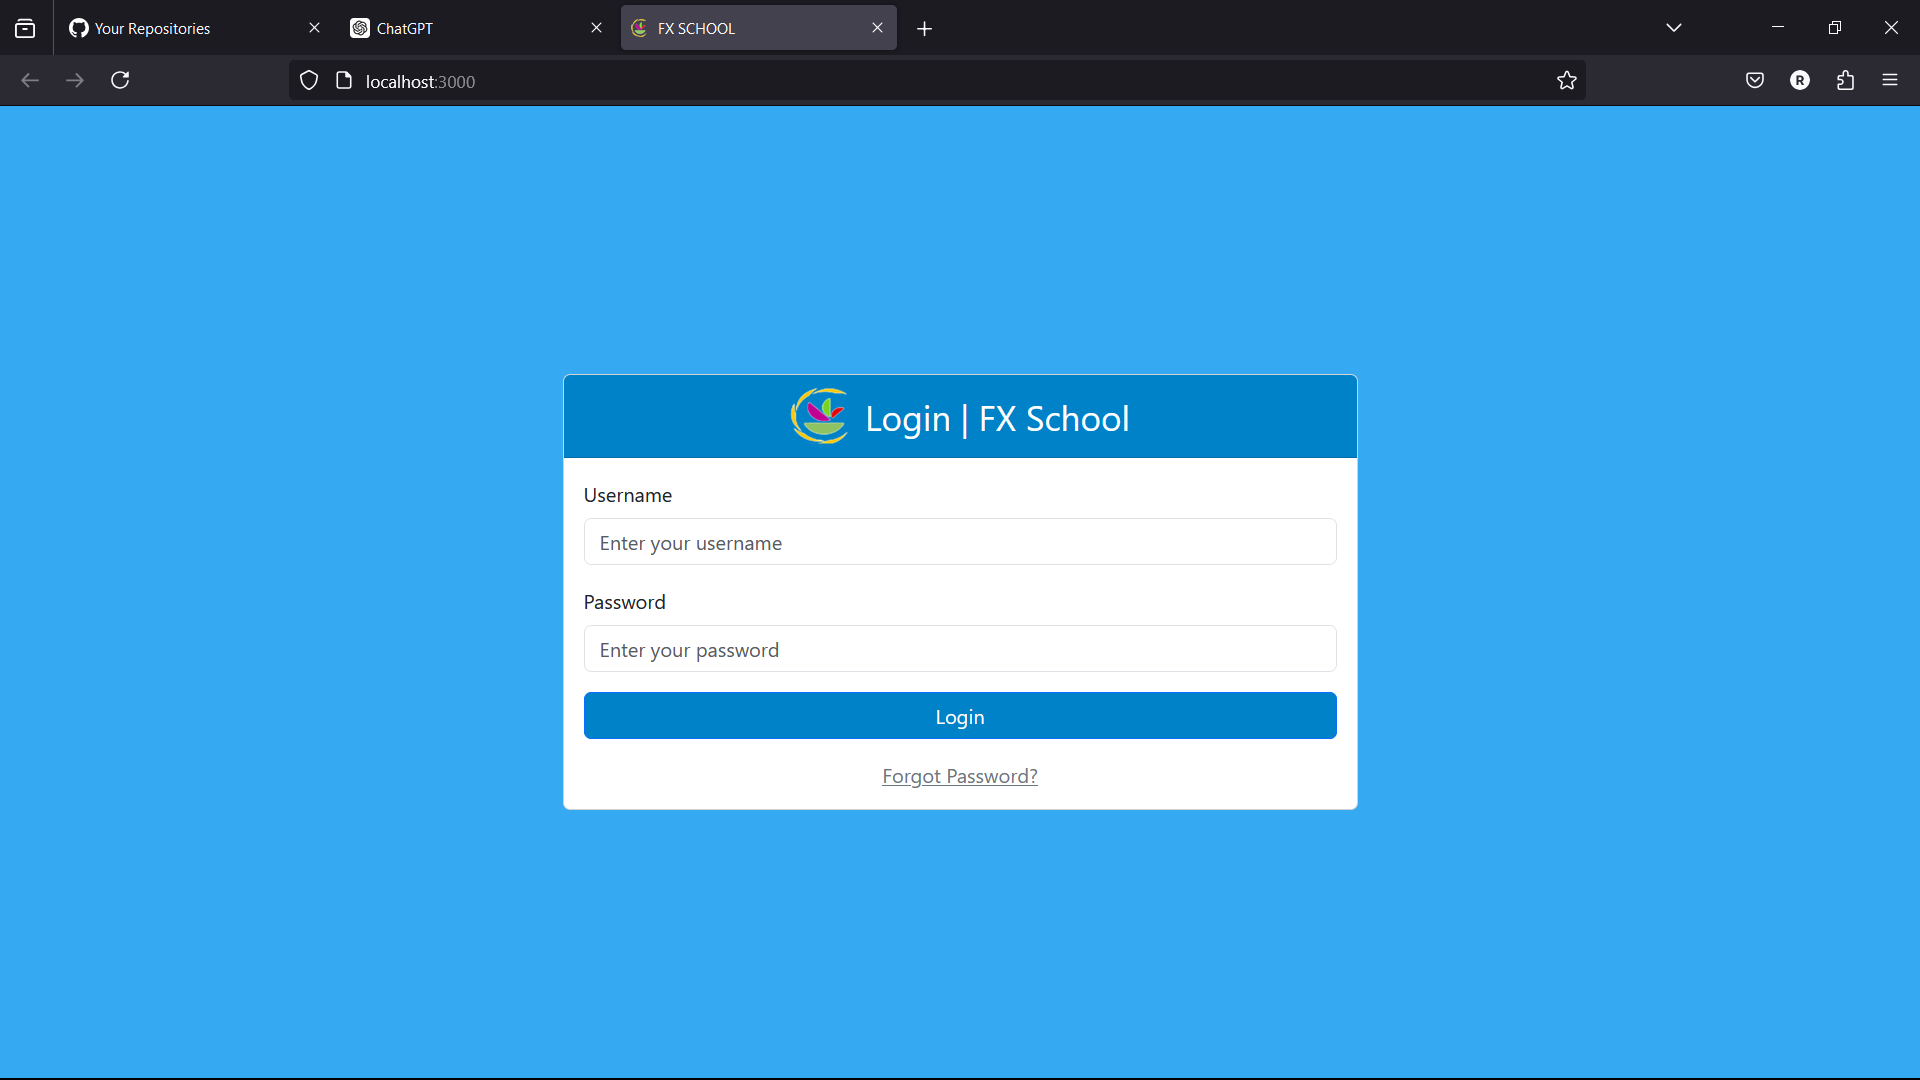 Your Repositories
ChatGPT
FX SCHOOL
localhost:3000
R
Login | FX School
Username
Enter your username
Password
Enter your password
Login
Forgot Password?